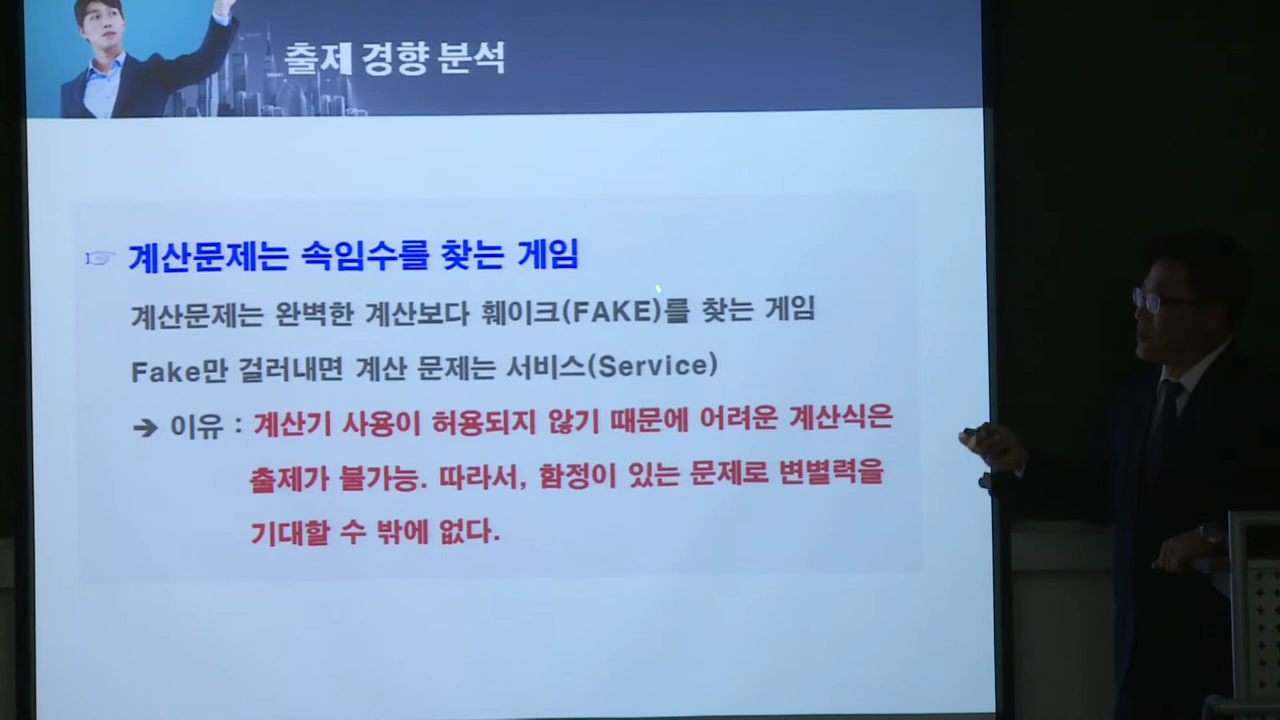 출제 경향 분석
☞ 계산문제는 속임수를 찾는 게임
계산문제는 완벽한 계산보다 훼이크(FAKE)를 찾는 게임
Fake만 걸러내면 계산 문제는 서비스(Service)
→ 이유 : 계산기 사용이 허용되지 않기 때문에 어려운 계산식은
출제가 불가능. 따라서, 함정이 있는 문제로 변별력을
기대할 수 밖에 없다.